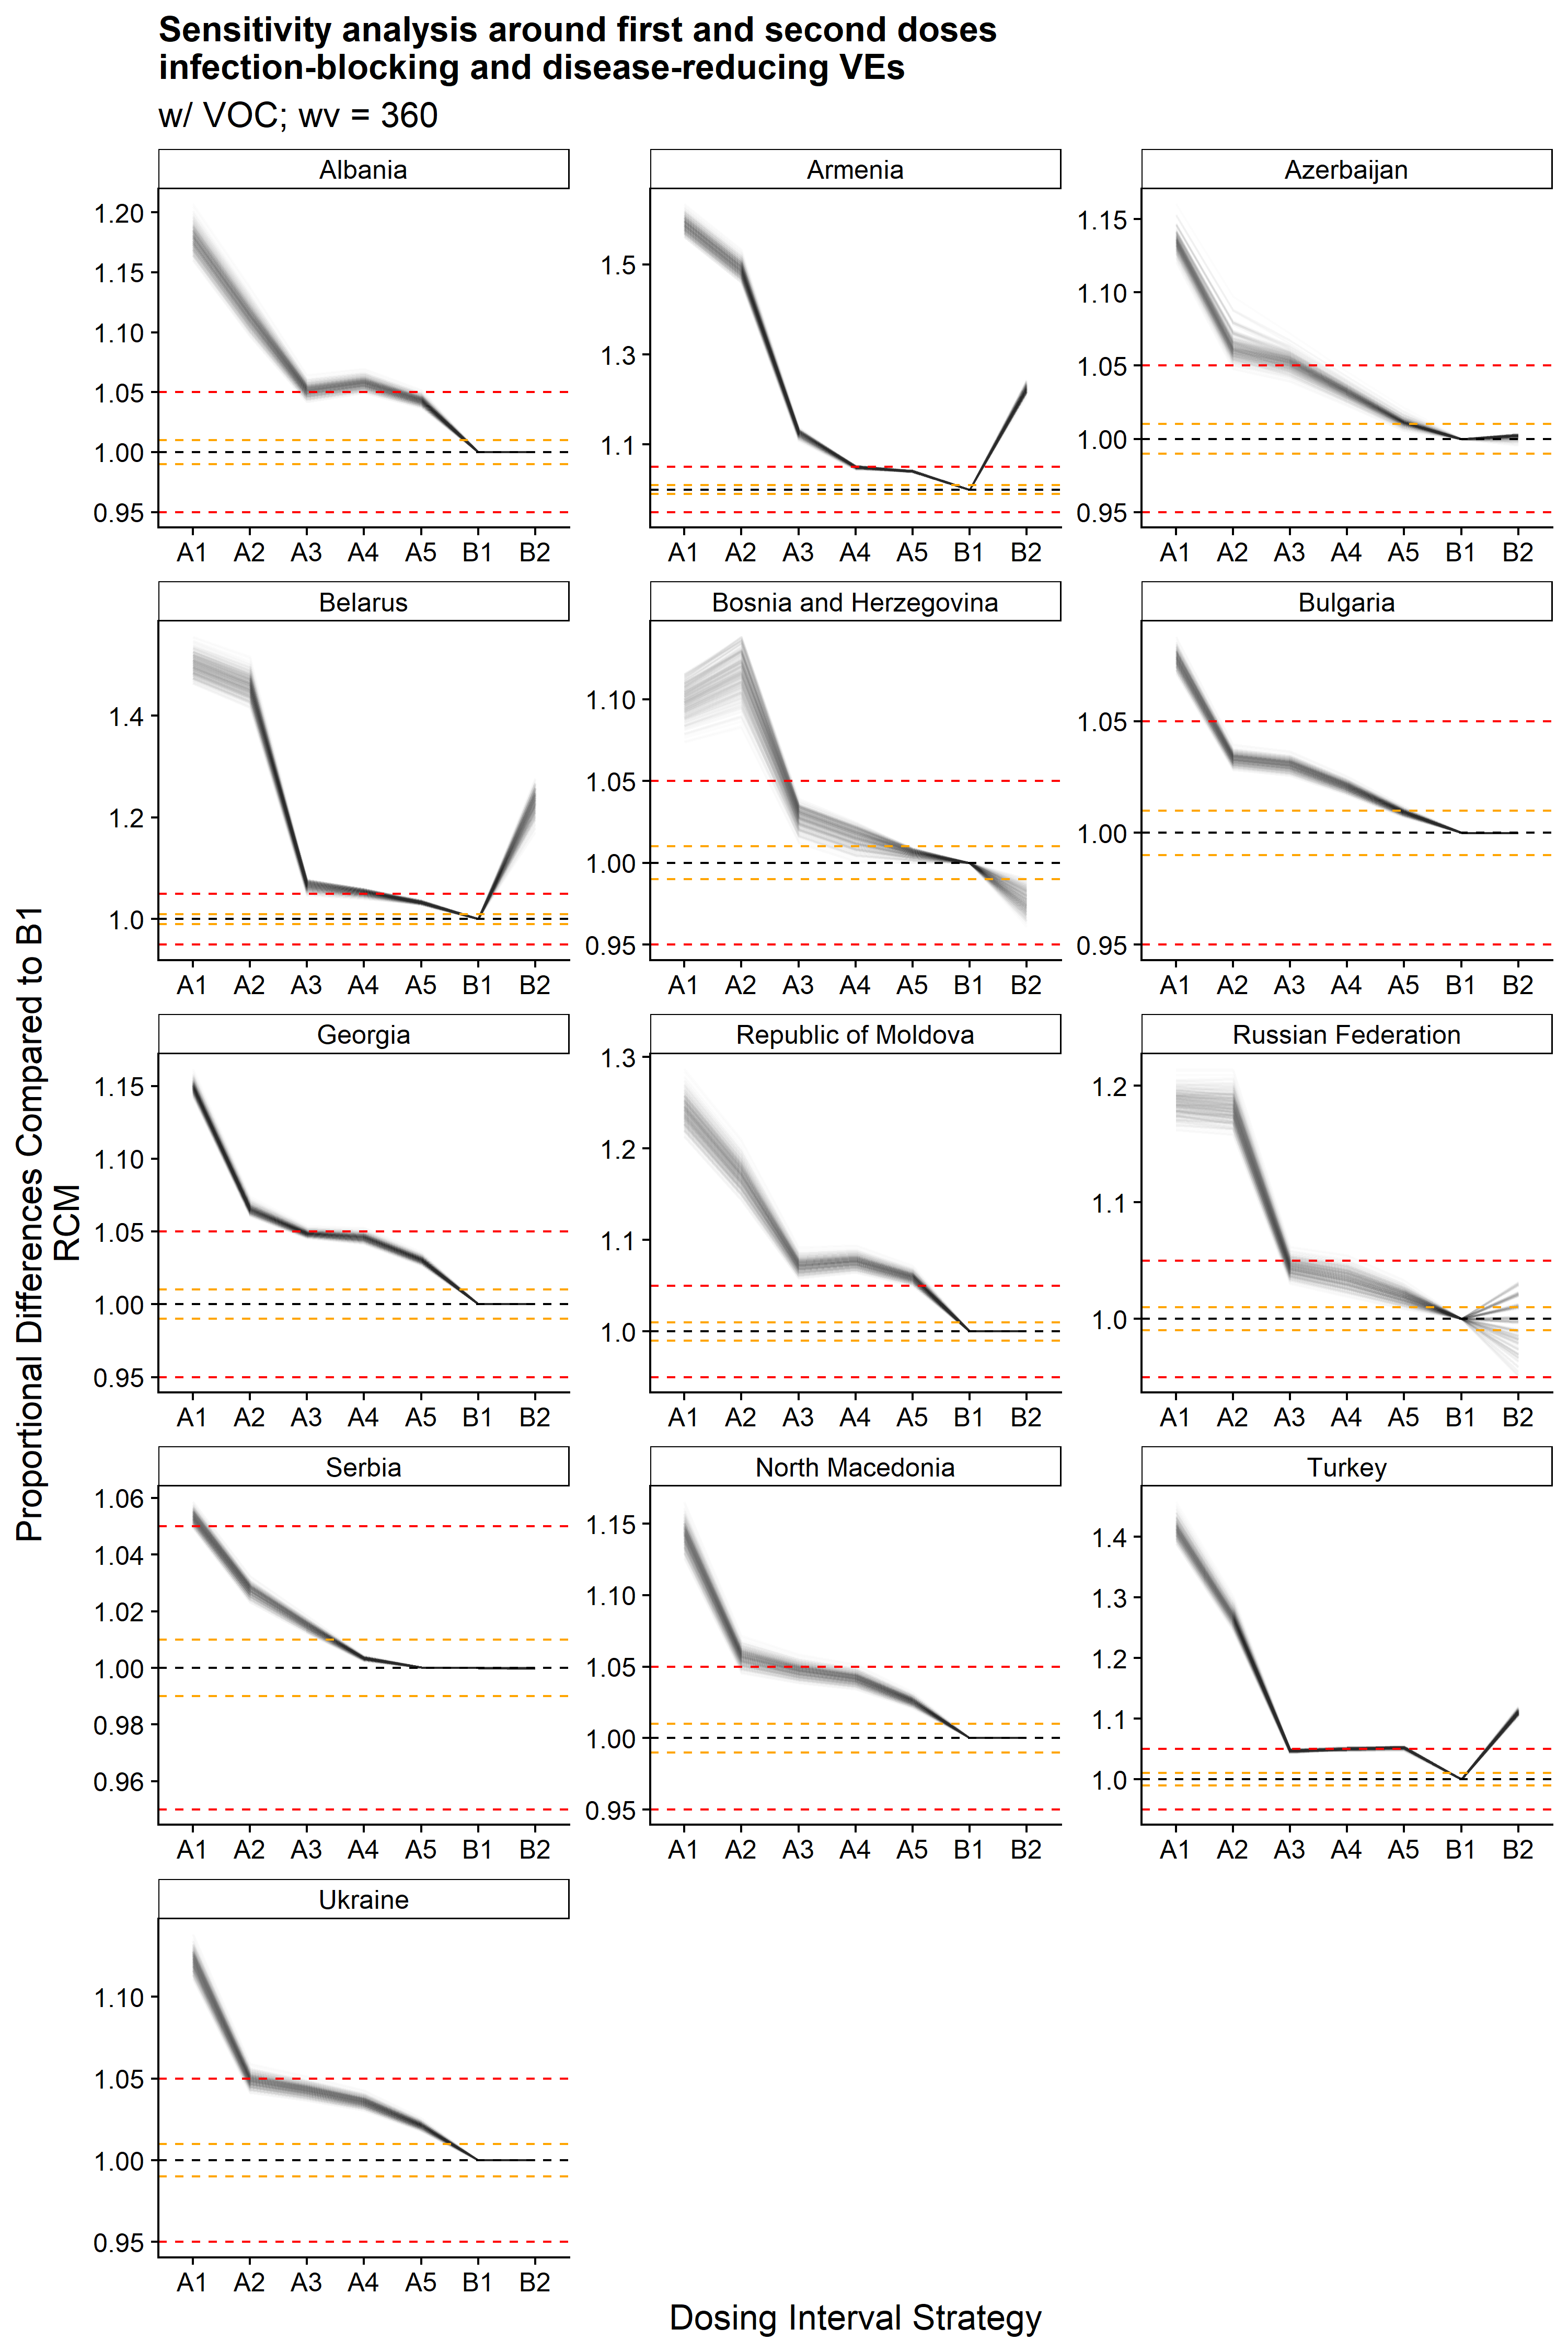 Sensitivity analysis around first and second doses
infection-blocking and disease-reducing VEs
w/ VOC; wv = 360
Proportional Differences Compared to B1
RCM
Albania
1.20
1.15
1.10
1.05
1.00
0.95
A1 A2 A3 A4 A5 B1 B2
Armenia
1.5
1.3
1.1
A1 A2 A3 A4 A5 B1 B2
Azerbaijan
1.15
1.10
1.05
1.00
0.95
A1 A2 A3 A4 A5 B1 B2
Belarus
1.4
1.2
1.0
A1 A2 A3 A4 A5 B1 B2
Bosnia and Herzegovina
1.10
1.05
1.00
0.95
A1 A2 A3 A4 A5 B1 B2
Bulgaria
1.05
1.00
0.95
A1 A2 A3 A4 A5 B1 B2
Georgia
1.15
1.10
1.05
1.00
0.95
A1 A2 A3 A4 A5 B1 B2
Republic of Moldova
1.3
1.2
1.1
1.0
A1 A2 A3 A4 A5 B1 B2
Russian Federation
1.2
1.1
1.0
A1 A2 A3 A4 A5 B1 B2
Serbia
1.06
1.04
1.02
1.00
0.98
0.96
A1 A2 A3 A4 A5 B1 B2
North Macedonia
1.15
1.10
1.05
1.00
0.95
A1 A2 A3 A4 A5 B1 B2
Turkey
1.4
1.3
1.2
1.1
1.0
A1 A2 A3 A4 A5 B1 B2
Ukraine
1.10
1.05
1.00
0.95
A1 A2 A3 A4 A5 B1 B2
Dosing Interval Strategy